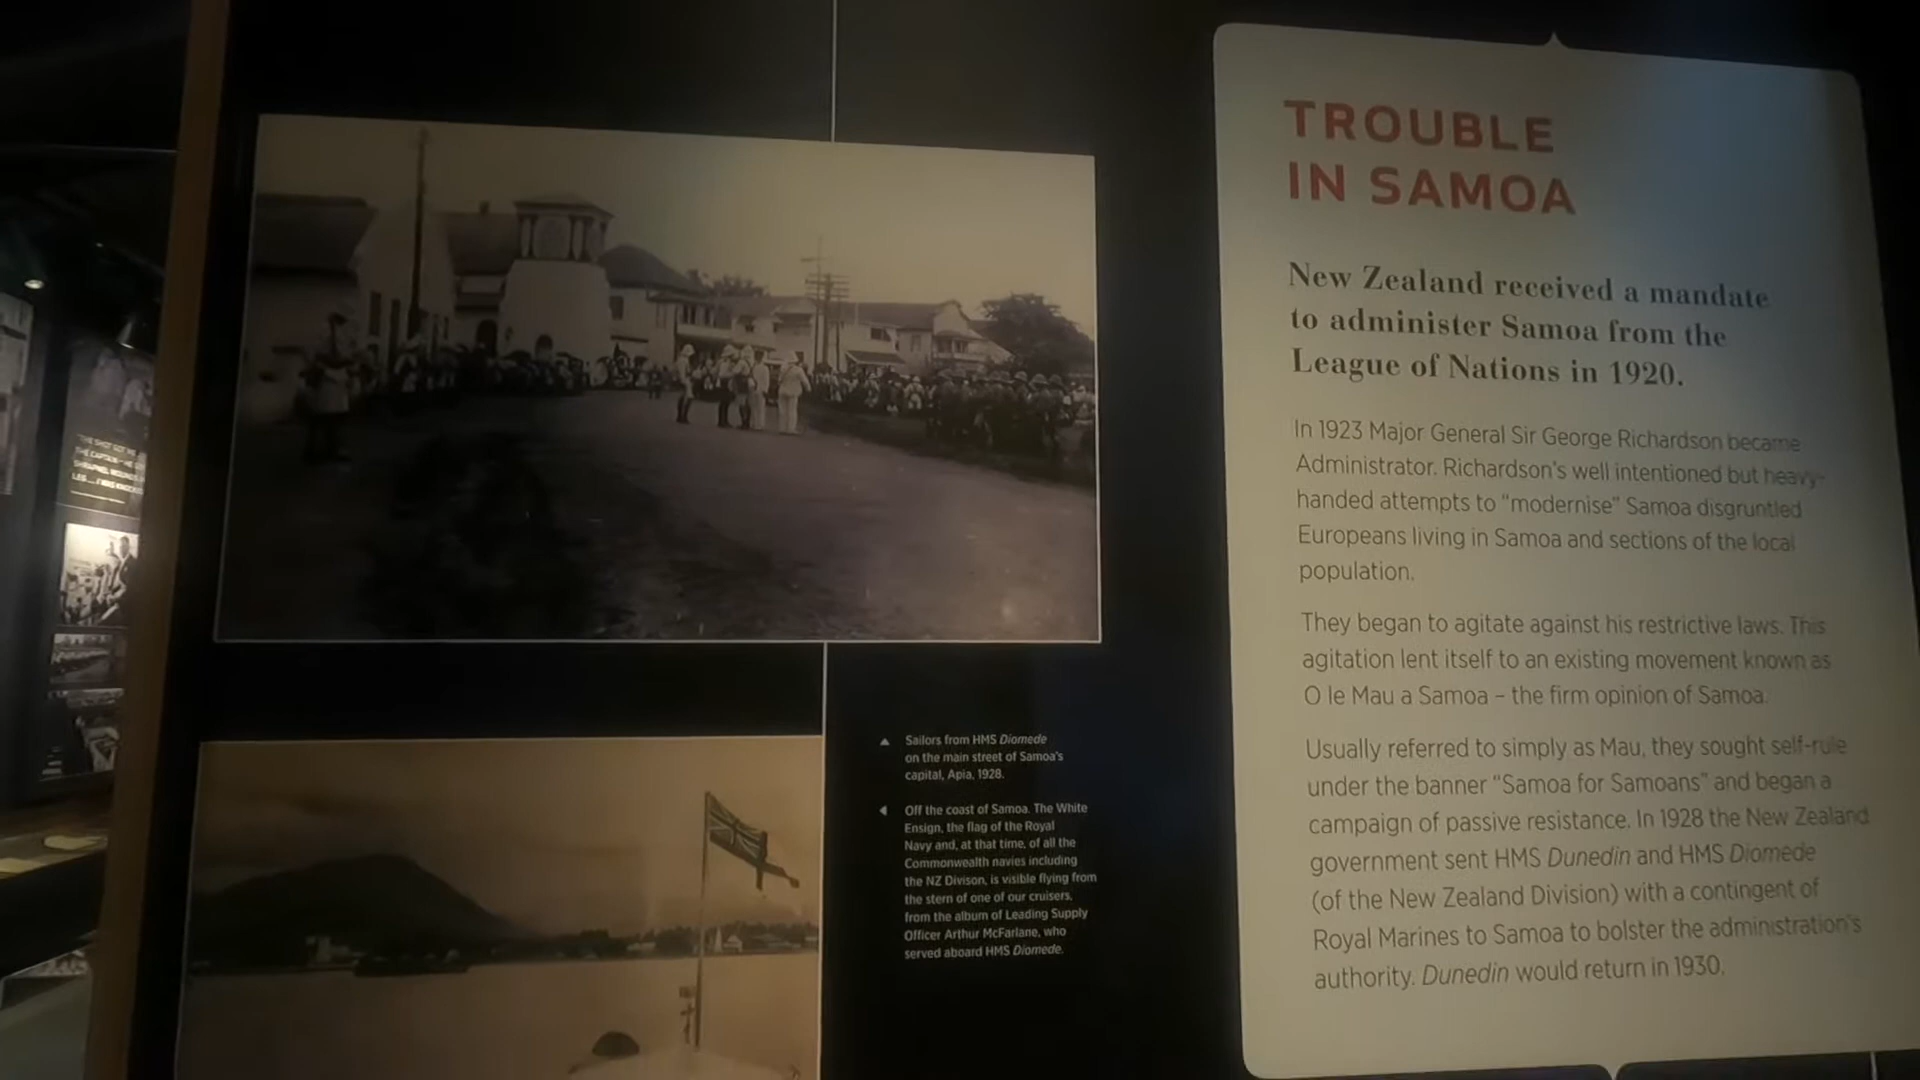 TROUBLE
IN SAMOA
New Zealand received a mandate
to administer Samoa from the
League of Nations in 1920.
In 1923 Major General Sir George Richardson became
Administrator. Richardson's well intentioned but heavy-
handed attempts to "modernise" Samoa disgruntled
Europeans living in Samoa and sections of the local
population.
They began to agitate against his restrictive laws. This
agitation lent itself to an existing movement known as
O le Mau a Samoa – the firm opinion of Samoa.
Usually referred to simply as Mau, they sought self-rule
under the banner "Samoa for Samoans" and began a
campaign of passive resistance. In 1928 the New Zealand
government sent HMS Dunedin and HMS Diomede
(of the New Zealand Division) with a contingent of
Royal Marines to Samoa to bolster the administration's
authority. Dunedin would return in 1930.
Sailors from HMS Diomede
on the main street of Samoa's
capital, Apia, 1928.
Off the coast of Samoa. The White
Ensign, the flag of the Royal
Navy and, at that time, of all the
Commonwealth navies including
the NZ Divison, is visible flying from
the stern of one of our cruisers,
from the album of Leading Supply
Officer Arthur McFarlane, who
served aboard HMS Diomede.
THE SHOT GOT
THE CAPTAIN
SHRAPNEL
LEG